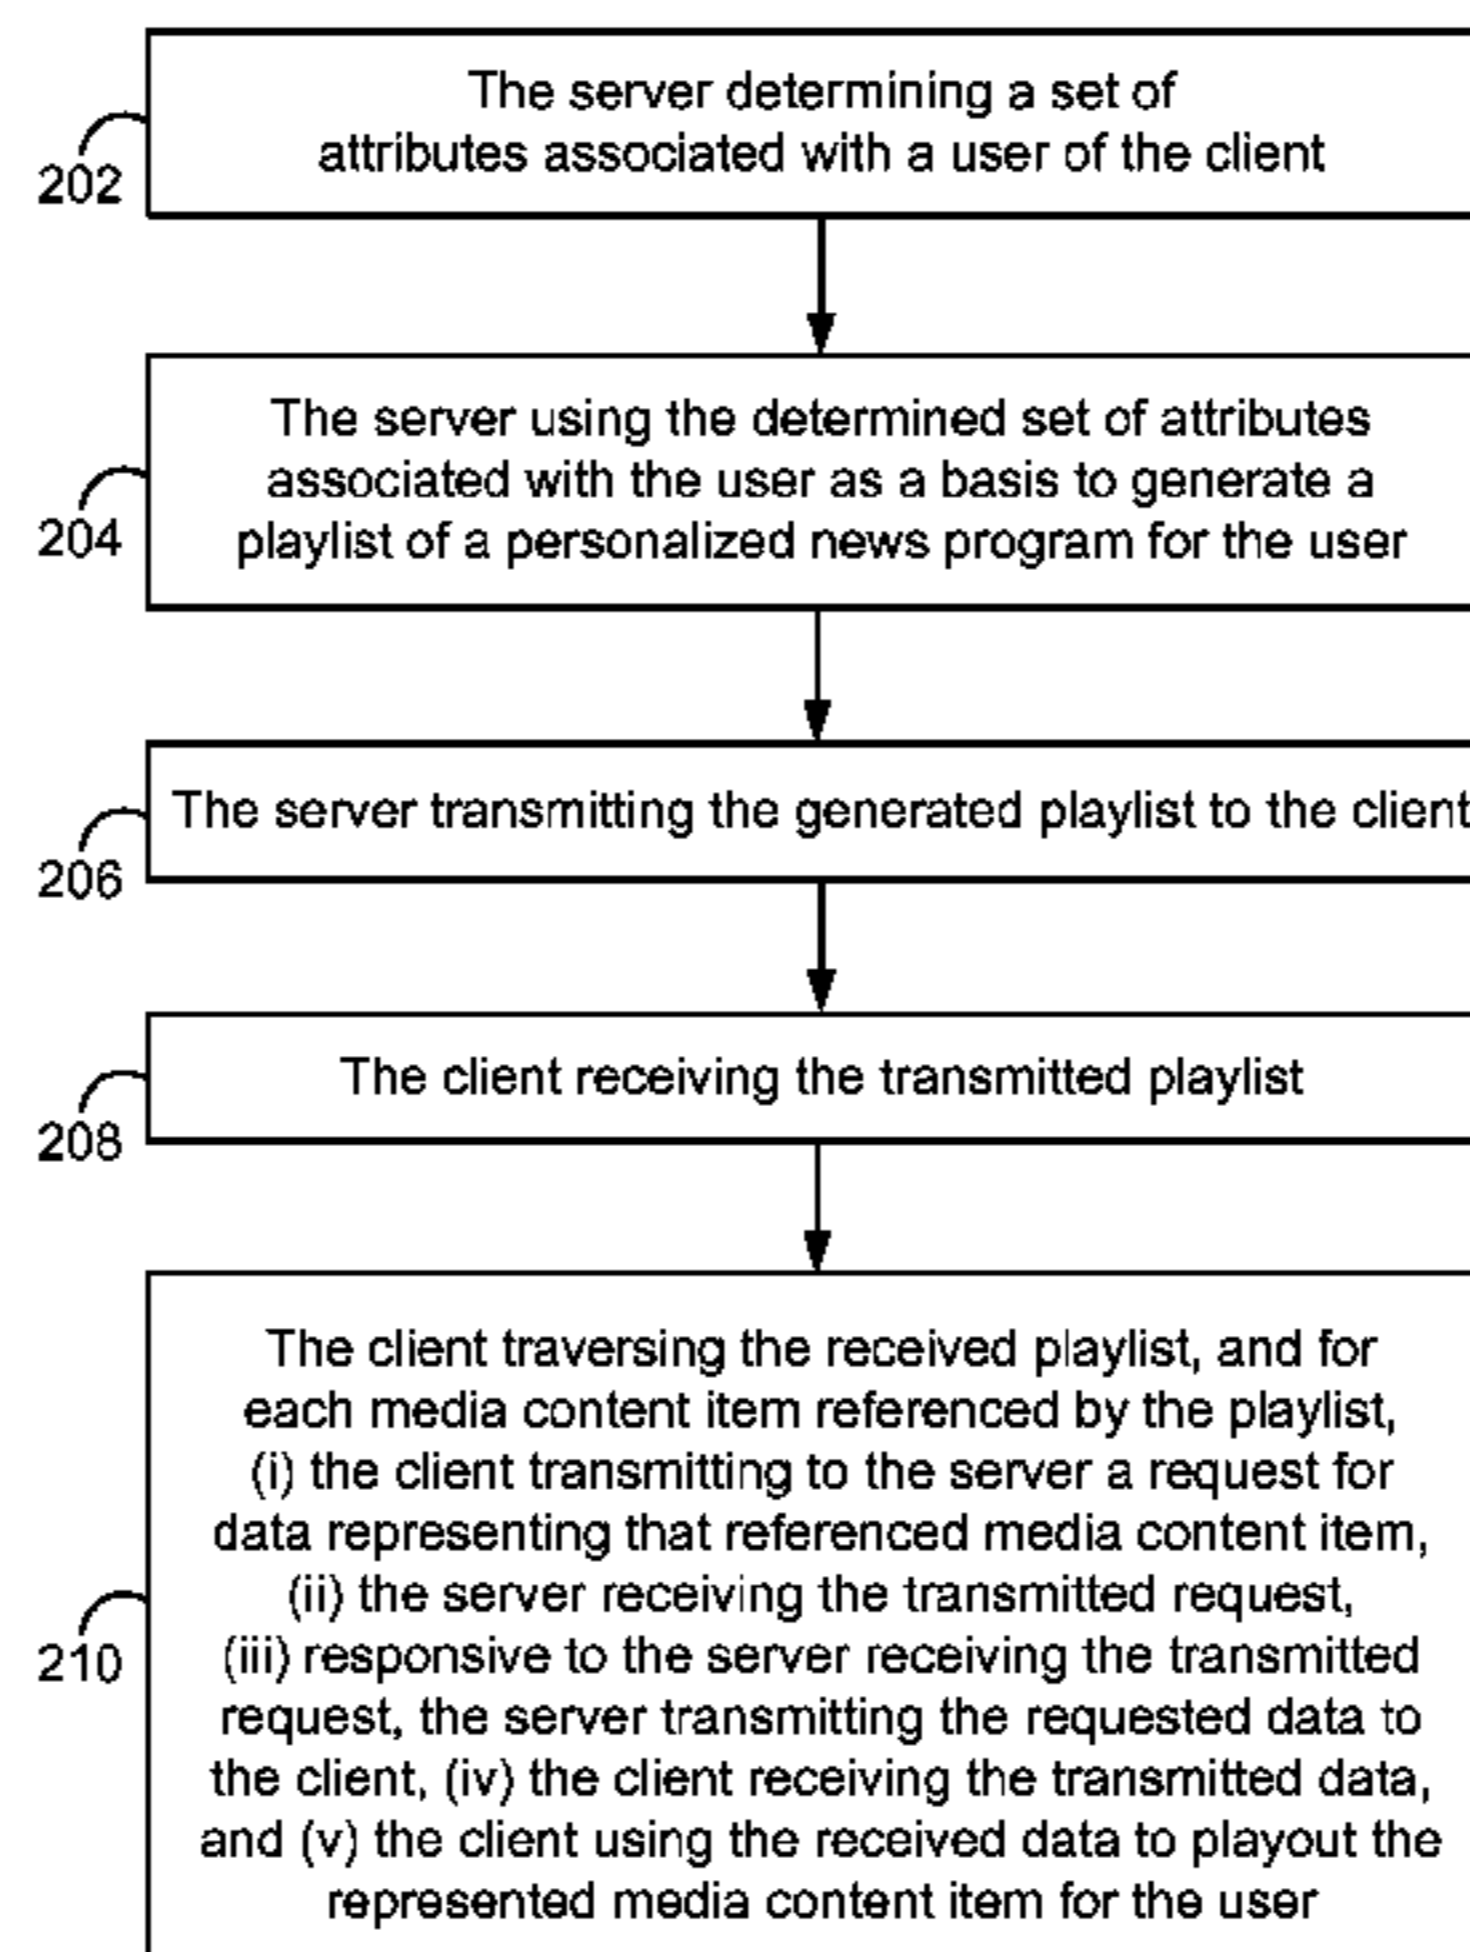 The server determining a set of
attributes associated with a user of the client
202
The server using the determined set of attributes
associated with the user as a basis to generate a
playlist of a personalized news program for the user
204
The server transmitting the generated playlist to the client
206
The client receiving the transmitted playlist
208
The client traversing the received playlist, and for
each media content item referenced by the playlist,
(i) the client transmitting to the server a request for
data representing that referenced media content item,
(ii) the server receiving the transmitted request,
(iii) responsive to the server receiving the transmitted
request, the server transmitting the requested data to
the client, (iv) the client receiving the transmitted data,
and (v) the client using the received data to playout the
represented media content item for the user
210